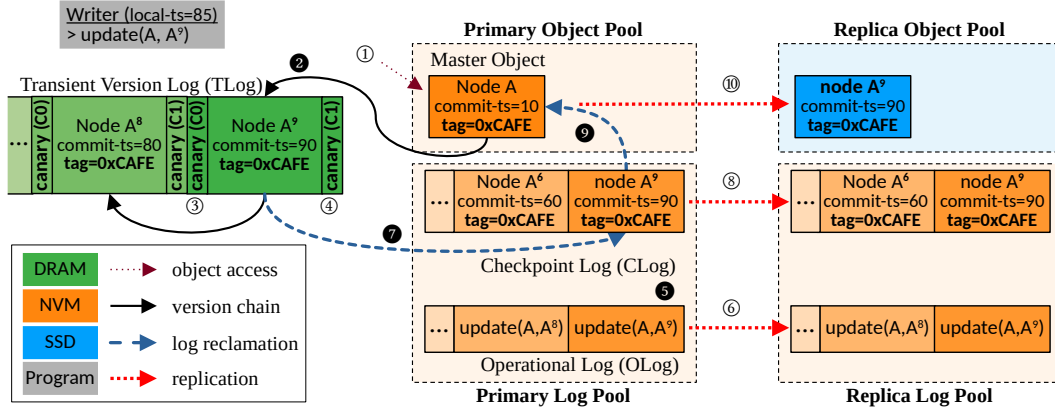 Writer (local-ts=85)
> update(A, A⁹)
Primary Object Pool
Replica Object Pool
①
❷
Master Object
Node A
commit-ts=10
tag=0xCAFE
⑩
node A⁹
commit-ts=90
tag=0xCAFE
Transient Version Log (TLog)
...
canary (C0)
Node A⁸
commit-ts=80
tag=0xCAFE
canary (C1)
canary (C0)
Node A⁹
commit-ts=90
tag=0xCAFE
canary (C1)
❾
③
④
...
Node A⁶
commit-ts=60
tag=0xCAFE
node A⁹
commit-ts=90
tag=0xCAFE
⑧
...
Node A⁶
commit-ts=60
tag=0xCAFE
node A⁹
commit-ts=90
tag=0xCAFE
❼
Checkpoint Log (CLog)
❺
⑥
...
update(A,A⁸)
update(A,A⁹)
...
update(A,A⁸)
update(A,A⁹)
Operational Log (OLog)
Primary Log Pool
Replica Log Pool
DRAM
object access
NVM
version chain
SSD
log reclamation
Program
replication